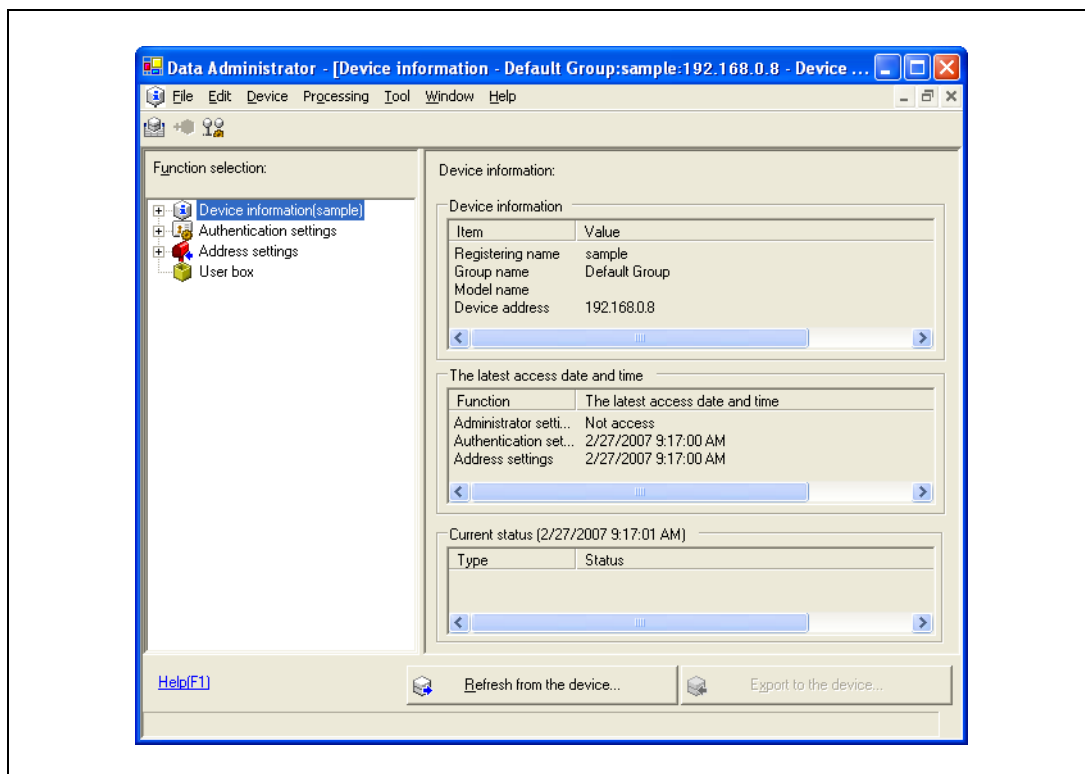 Data Administrator - [Device information - Default Group:sample:192.168.0.8 - Device ...
File Edit Device Processing Tool Window Help
Function selection:
Device information(sample)
Authentication settings
Address settings
User box
Device information:
Device information
Item Value
Registering name sample
Group name Default Group
Model name
Device address 192.168.0.8
The latest access date and time
Function The latest access date and time
Administrator setti... Not access
Authentication set... 2/27/2007 9:17:00 AM
Address settings 2/27/2007 9:17:00 AM
Current status (2/27/2007 9:17:01 AM)
Type Status
Help(F1)
Refresh from the device...
Export to the device...